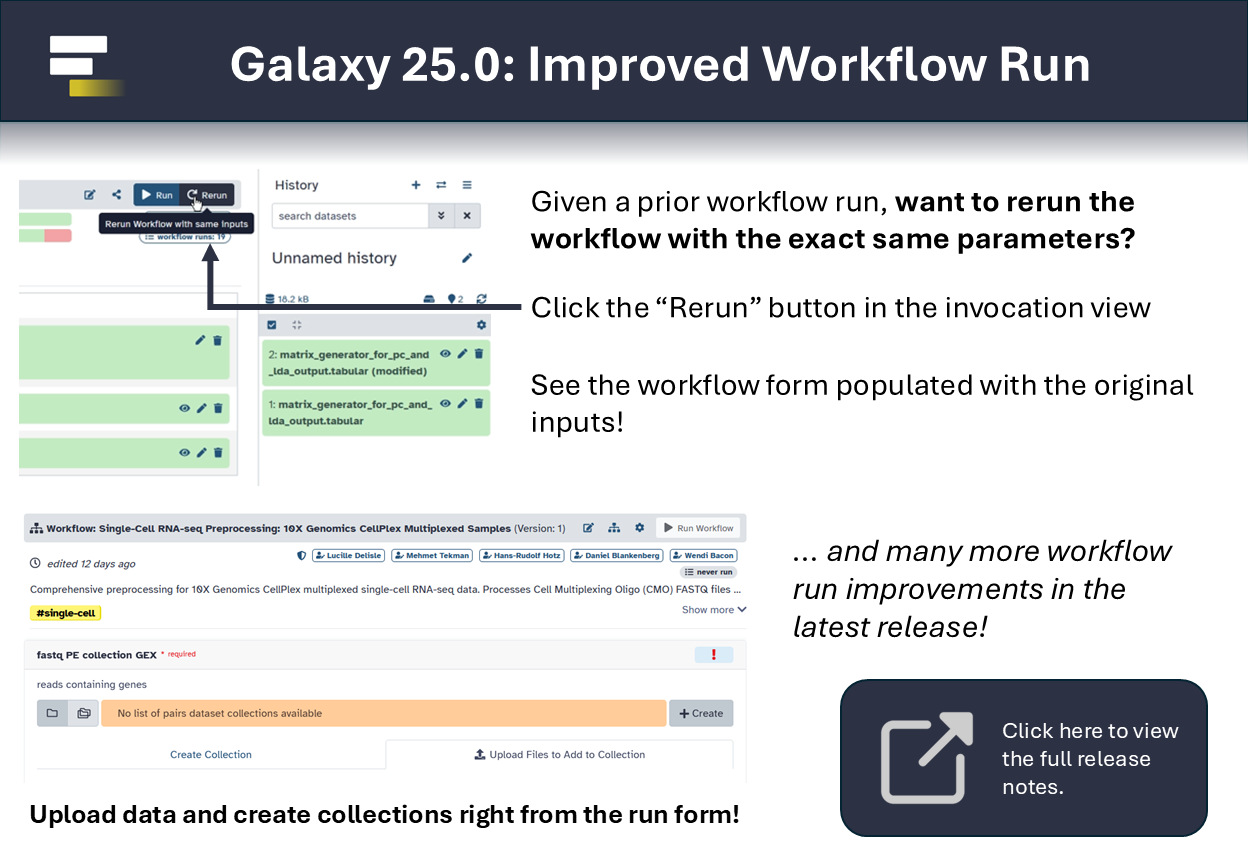 Galaxy 25.0: Improved Workflow Run
Run
Rerun
Rerun Workflow with same inputs
workflow runs: 19
History
search datasets
Unnamed history
18.2 kB
2
2: matrix_generator_for_pc_and
_lda_output.tabular (modified)
1: matrix_generator_for_pc_and_
lda_output.tabular
Given a prior workflow run, want to rerun the
workflow with the exact same parameters?
Click the “Rerun” button in the invocation view
See the workflow form populated with the original
inputs!
Workflow: Single-Cell RNA-seq Preprocessing: 10X Genomics CellPlex Multiplexed Samples (Version: 1)
Run Workflow
edited 12 days ago
Lucille Delisle
Mehmet Tekman
Hans-Rudolf Hotz
Daniel Blankenberg
Wendi Bacon
never run
Comprehensive preprocessing for 10X Genomics CellPlex multiplexed single-cell RNA-seq data. Processes Cell Multiplexing Oligo (CMO) FASTQ files ...
#single-cell
Show more
fastq PE collection GEX * required
!
reads containing genes
No list of pairs dataset collections available
Create
Create Collection
Upload Files to Add to Collection
Upload data and create collections right from the run form!
... and many more workflow
run improvements in the
latest release!
Click here to view
the full release
notes.